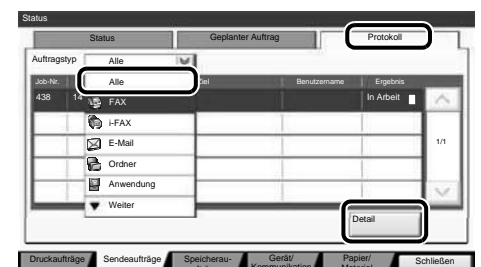 Status
Status Geplanter Auftrag Protokoll
Auftragstyp Alle
Job-Nr. Ziel Benutzername Ergebnis
Alle
438 14 In Arbeit
FAX
i-FAX
E-Mail 1/1
Ordner
Anwendung
Weiter
Detail
Druckaufträge Sendeaufträge Speicherau- Gerät/ Papier/ Schließen
Kommunikation Material